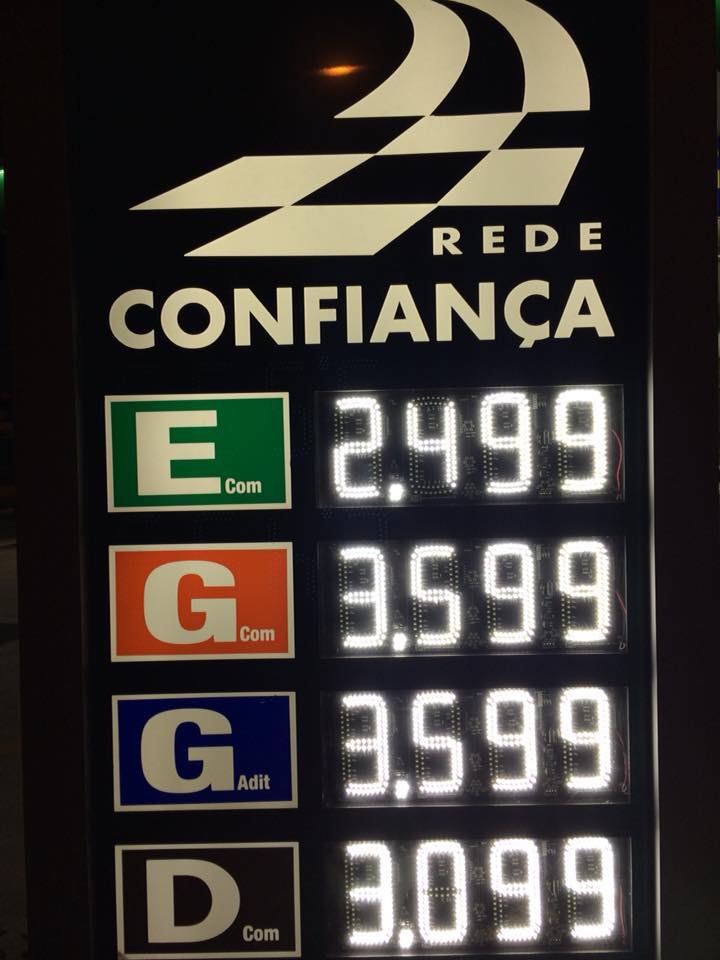 REDE
CONFIANÇA
E Com 2.499
G Com 3.599
G Adit 3.599
D Com 3.099